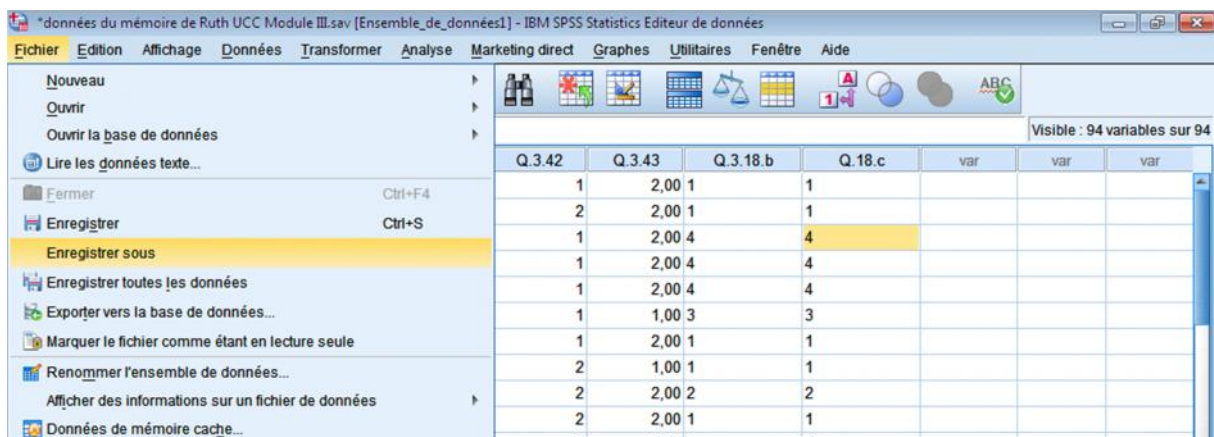 *données du mémoire de Ruth UCC Module III.sav [Ensemble_de_données1] - IBM SPSS Statistics Editeur de données
Fichier Edition Affichage Données Transformer Analyse Marketing direct Graphes Utilitaires Fenêtre Aide
Nouveau
Ouvrir
Ouvrir la base de données
Lire les données texte...
Fermer Ctrl+F4
Enregistrer Ctrl+S
Enregistrer sous
Enregistrer toutes les données
Exporter vers la base de données...
Marquer le fichier comme étant en lecture seule
Renommer l'ensemble de données...
Afficher des informations sur un fichier de données
Données de mémoire cache...
A
1
ABC
Visible : 94 variables sur 94
Q.3.42 Q.3.43 Q.3.18.b Q.18.c var var var
1 2,00 1 1
2 2,00 1 1
1 2,00 4 4
1 2,00 4 4
1 2,00 4 4
1 1,00 3 3
1 2,00 1 1
2 1,00 1 1
2 2,00 2 2
2 2,00 1 1